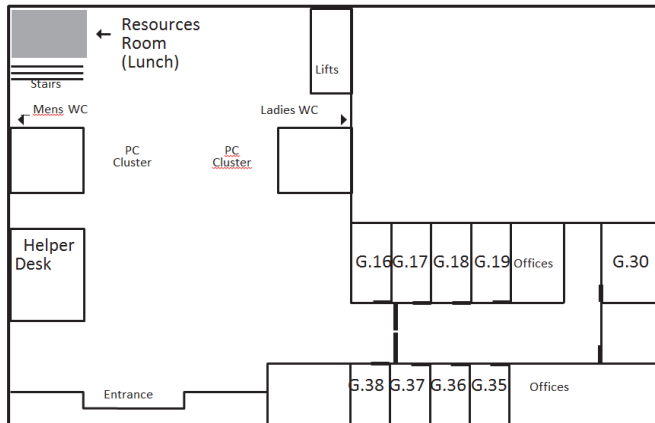 Resources
Room
(Lunch)
Lifts
Stairs
Mens WC
Ladies WC
PC
Cluster
PC
Cluster
Helper
Desk
G.16
G.17
G.18
G.19
Offices
G.30
G.38
G.37
G.36
G.35
Offices
Entrance